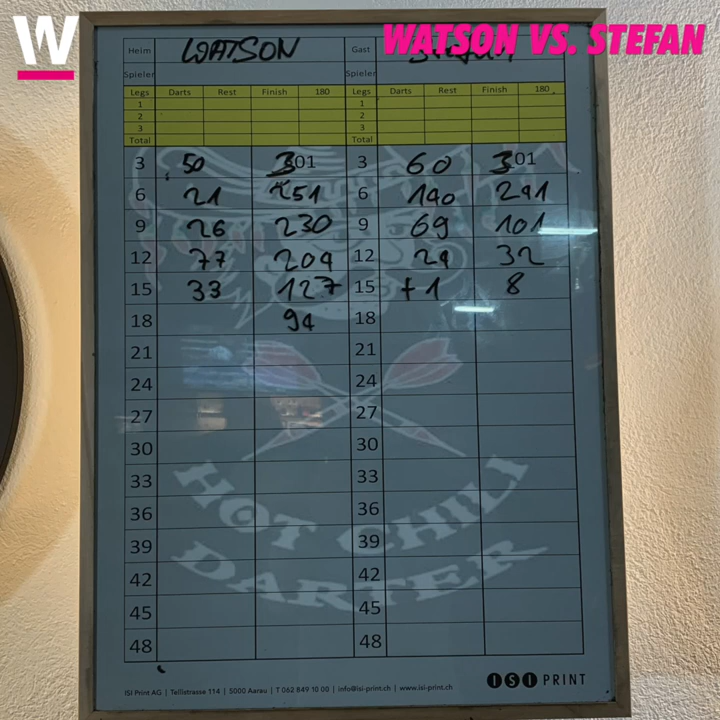 W
WATSON VS. STEFAN
Heim WATSON Gast
Spieler Spieler
Legs Darts Rest Finish 180 Legs Darts Rest Finish 180
1 1
2 2
3 3
Total Total
3 50 301 3 60 301
6 21 251 6 140 241
9 26 230 9 69 101
12 77 204 12 24 32
15 33 127 15 +1 8
18 94 18
21 21
24 24
27 27
30 30
33 33
36 36
39 39
42 42
45 45
48 48
HOT CHILI
DARTER
ISI Print AG | Tellistrasse 114 | 5000 Aarau | T 062 849 10 00 | info@isi-print.ch | www.isi-print.ch
ISI PRINT